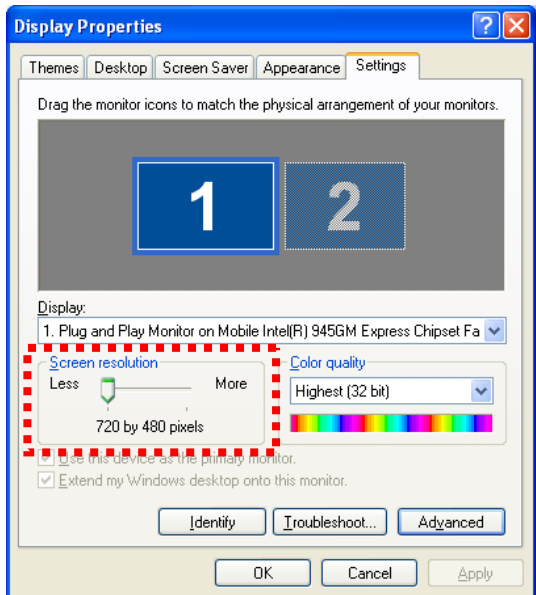 Display Properties
Themes Desktop Screen Saver Appearance Settings
Drag the monitor icons to match the physical arrangement of your monitors.
1 2
Display:
1. Plug and Play Monitor on Mobile Intel(R) 945GM Express Chipset Fa
Screen resolution
Less More
720 by 480 pixels
Color quality
Highest (32 bit)
Use this device as the primary monitor.
Extend my Windows desktop onto this monitor.
Identify Troubleshoot... Advanced
OK Cancel Apply